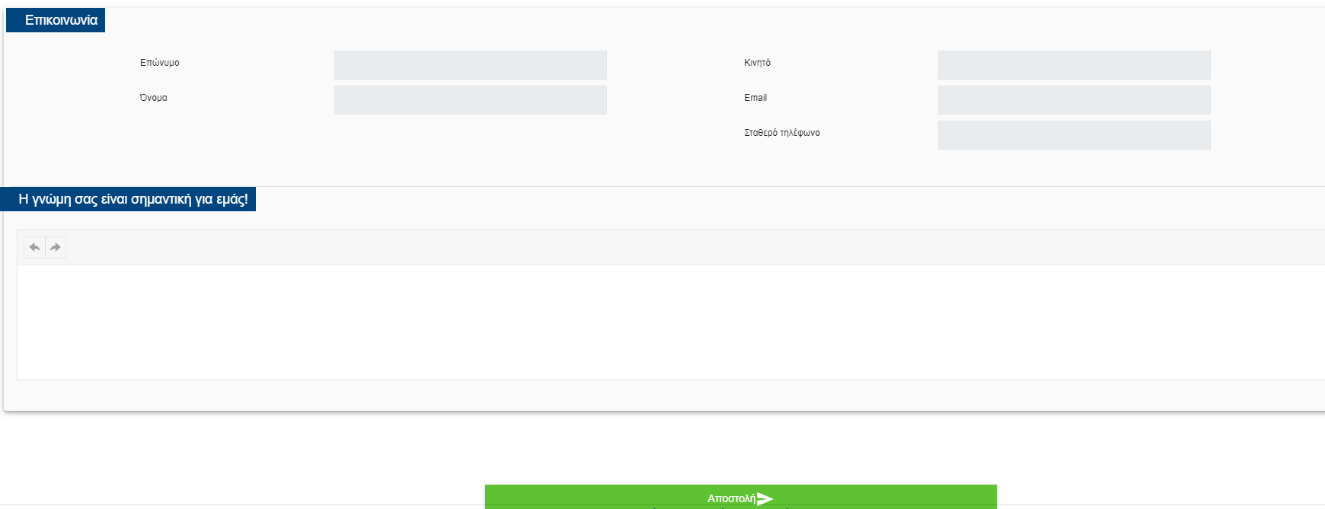 Επικοινωνία
Επώνυμο
Όνομα
Κινητό
Email
Σταθερό τηλέφωνο
Η γνώμη σας είναι σημαντική για εμάς!
Αποστολή